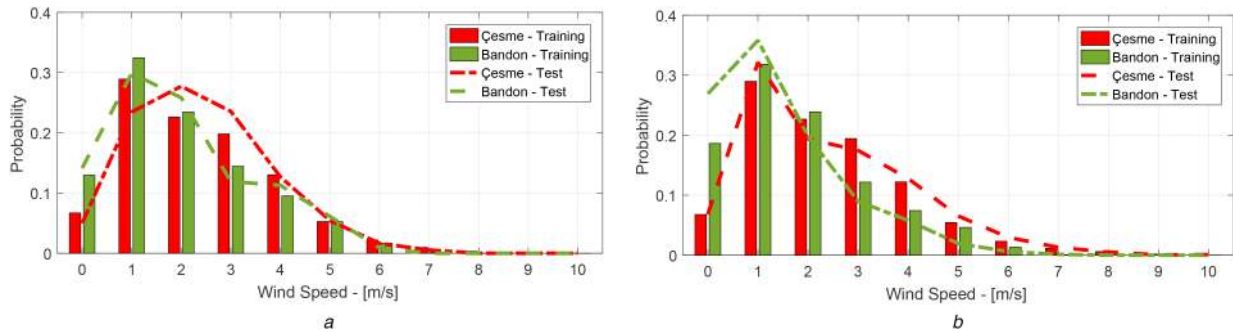 0.4
0.3
0.2
0.1
0
Probability
0 1 2 3 4 5 6 7 8 9 10
Wind Speed - [m/s]
Çesme - Training
Bandon - Training
Çesme - Test
Bandon - Test
a
0.4
0.3
0.2
0.1
0
Probability
0 1 2 3 4 5 6 7 8 9 10
Wind Speed - [m/s]
Çesme - Training
Bandon - Training
Çesme - Test
Bandon - Test
b